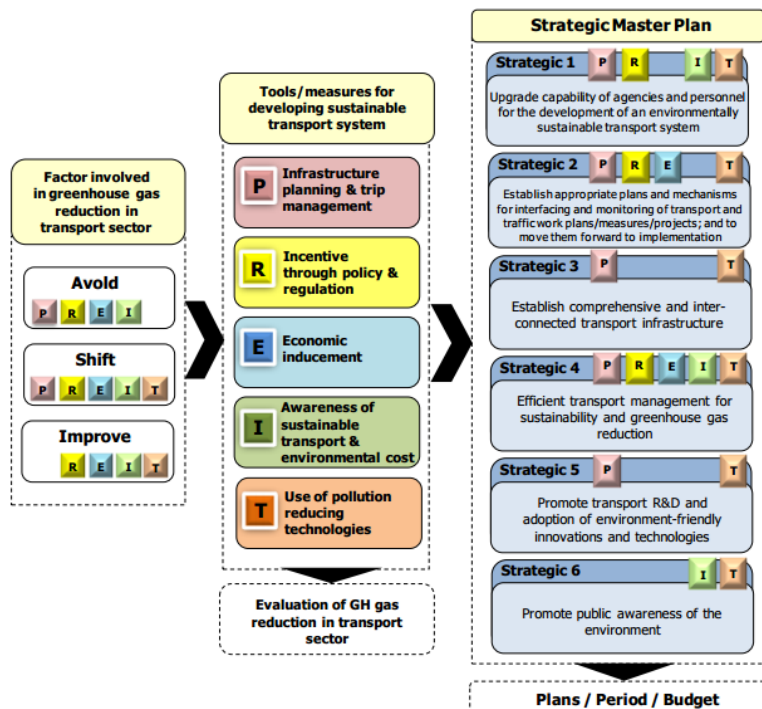 Factor involved
in greenhouse gas
reduction in
transport sector
Avold
P R E I
Shift
P R E I T
Improve
R E I T
Tools/measures for
developing sustainable
transport system
P Infrastructure
planning & trip
management
R Incentive
through policy &
regulation
E Economic
inducement
I Awareness of
sustainable
transport &
environmental cost
T Use of pollution
reducing
technologies
Evaluation of GH gas
reduction in transport
sector
Strategic Master Plan
Strategic 1 P R I T
Upgrade capability of agencies and personnel
for the development of an environmentally
sustainable transport system
Strategic 2 P R E T
Establish appropriate plans and mechanisms
for interfacing and monitoring of transport and
traffic work plans/measures/projects; and to
move them forward to implementation
Strategic 3 P T
Establish comprehensive and inter-
connected transport infrastructure
Strategic 4 P R E I T
Efficient transport management for
sustainability and greenhouse gas
reduction
Strategic 5 P T
Promote transport R&D and
adoption of environment-friendly
innovations and technologies
Strategic 6 I T
Promote public awareness of the
environment
Plans / Period / Budget